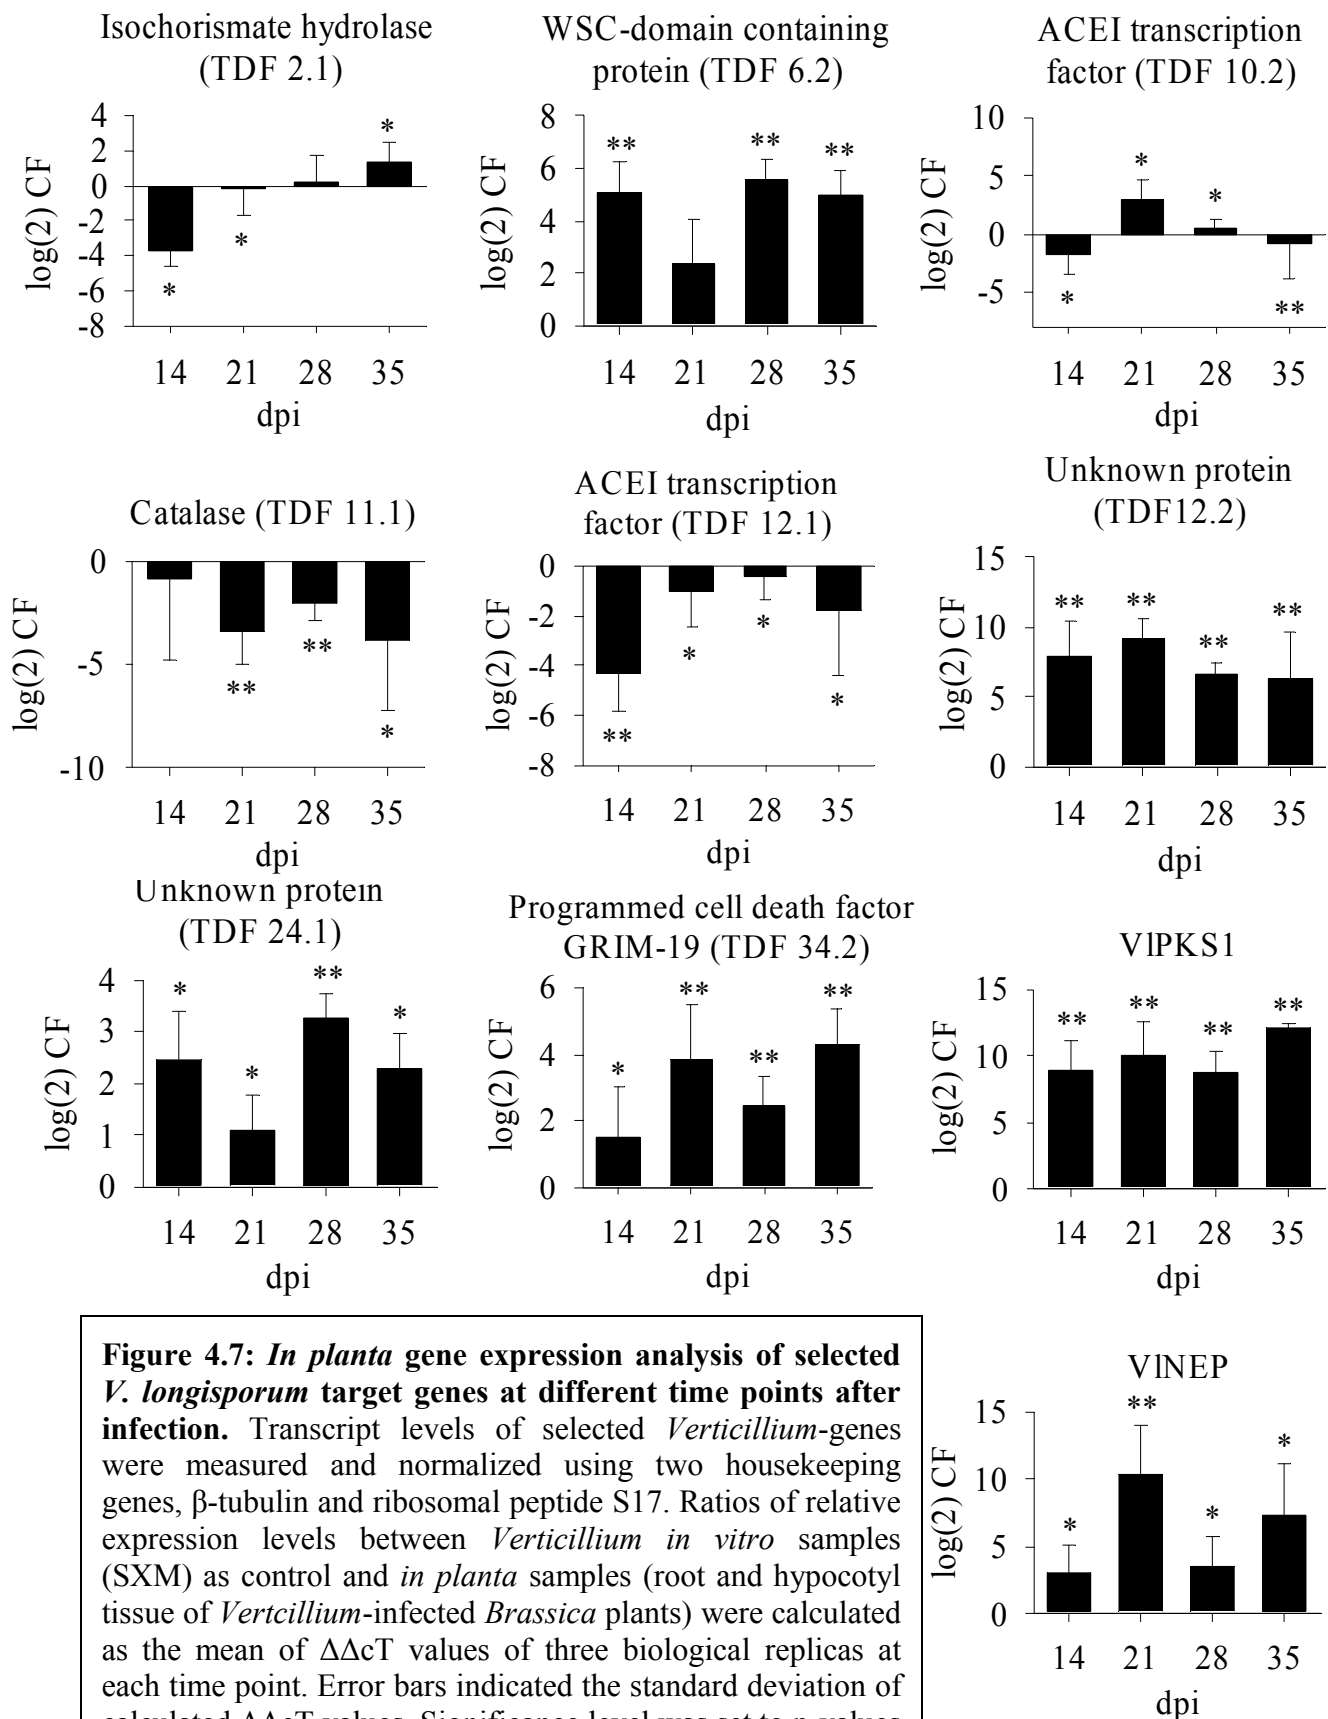 Isochorismate hydrolase
(TDF 2.1)
log(2) CF
4
2
0
-2
-4
-6
-8
*
*
*
14 21 28 35
dpi
WSC-domain containing
protein (TDF 6.2)
log(2) CF
8
6
4
2
0
**
**
**
14 21 28 35
dpi
ACEI transcription
factor (TDF 10.2)
log(2) CF
10
5
0
-5
*
*
*
**
14 21 28 35
dpi
Catalase (TDF 11.1)
log(2) CF
0
-5
-10
**
**
*
14 21 28 35
dpi
ACEI transcription
factor (TDF 12.1)
log(2) CF
0
-2
-4
-6
-8
**
*
*
*
14 21 28 35
dpi
Unknown protein
(TDF12.2)
log(2) CF
15
10
5
0
**
**
**
**
14 21 28 35
dpi
Unknown protein
(TDF 24.1)
log(2) CF
4
3
2
1
0
*
*
**
*
14 21 28 35
dpi
Programmed cell death factor
GRIM-19 (TDF 34.2)
log(2) CF
6
4
2
0
*
**
**
**
14 21 28 35
dpi
VlPKS1
log(2) CF
15
10
5
0
**
**
**
**
14 21 28 35
dpi
VlNEP
log(2) CF
15
10
5
0
*
**
*
*
14 21 28 35
dpi
Figure 4.7: In planta gene expression analysis of selected
V. longisporum target genes at different time points after
infection. Transcript levels of selected Verticillium-genes
were measured and normalized using two housekeeping
genes, β-tubulin and ribosomal peptide S17. Ratios of relative
expression levels between Verticillium in vitro samples
(SXM) as control and in planta samples (root and hypocotyl
tissue of Vertcillium-infected Brassica plants) were calculated
as the mean of ΔΔcT values of three biological replicas at
each time point. Error bars indicated the standard deviation of
calculated ΔΔcT values. Significance level was set to p-values